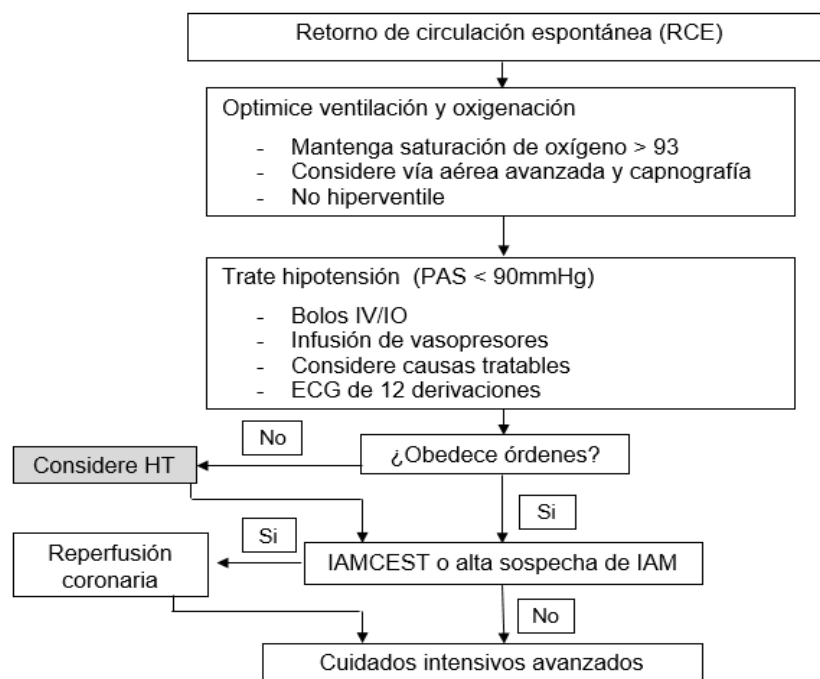 Retorno de circulación espontánea (RCE)
Optimice ventilación y oxigenación
- Mantenga saturación de oxígeno > 93
- Considere vía aérea avanzada y capnografía
- No hiperventile
Trate hipotensión (PAS < 90mmHg)
- Bolos IV/IO
- Infusión de vasopresores
- Considere causas tratables
- ECG de 12 derivaciones
No
¿Obedece órdenes?
Considere HT
Si
Si
Reperfusión
coronaria
IAMCEST o alta sospecha de IAM
No
Cuidados intensivos avanzados